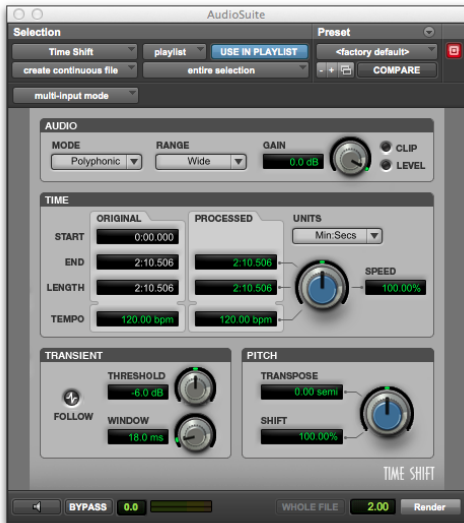 AudioSuite
Selection Preset
Time Shift playlist USE IN PLAYLIST <factory default>
create continuous file entire selection - + COMPARE
multi-input mode
AUDIO
MODE RANGE GAIN CLIP
Polyphonic Wide 0.0 dB LEVEL
TIME
ORIGINAL PROCESSED UNITS
START 0:00.000 Min:Secs
END 2:10.506 2:10.506 SPEED
LENGTH 2:10.506 2:10.506 100.00%
TEMPO 120.00 bpm 120.00 bpm
TRANSIENT PITCH
THRESHOLD TRANSPOSE
-6.0 dB 0.00 semi
FOLLOW WINDOW SHIFT
18.0 ms 100.00%
TIME SHIFT
BYPASS 0.0 WHOLE FILE 2.00 Render